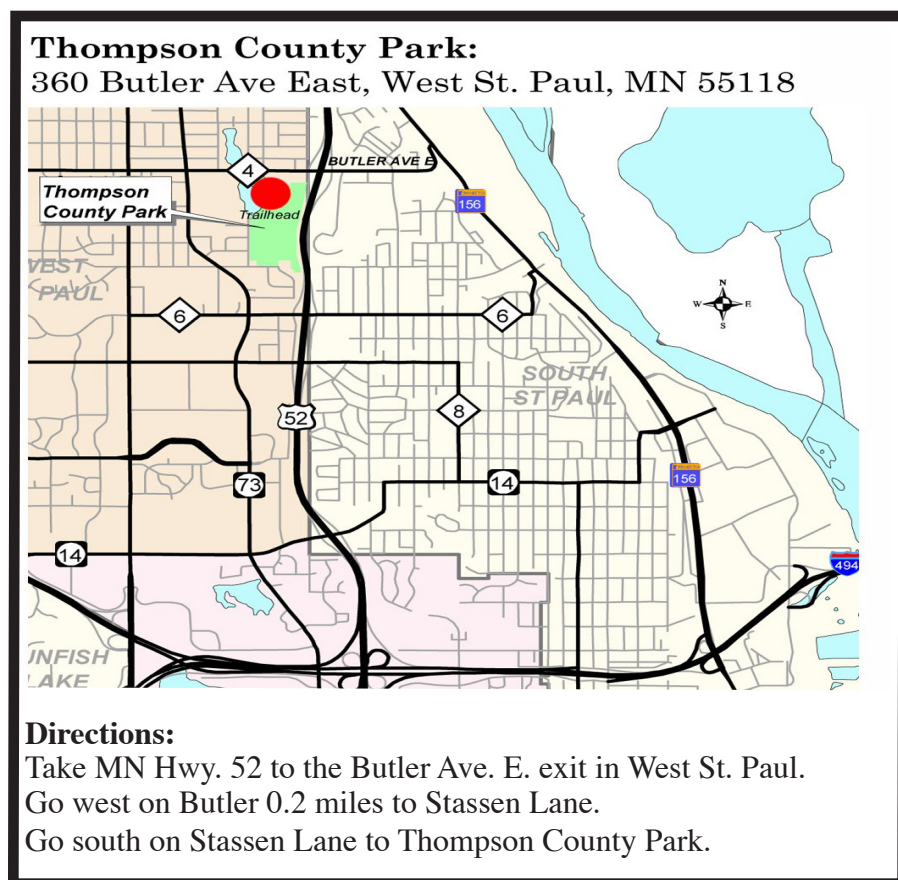 Thompson County Park:
360 Butler Ave East, West St. Paul, MN 55118
BUTLER AVE E
4
Thompson
County Park
Trailhead
156
N
W E
S
WEST
PAUL
6
6
SOUTH
ST PAUL
8
52
73
14
156
14
494
UNFISH
LAKE
Directions:
Take MN Hwy. 52 to the Butler Ave. E. exit in West St. Paul.
Go west on Butler 0.2 miles to Stassen Lane.
Go south on Stassen Lane to Thompson County Park.